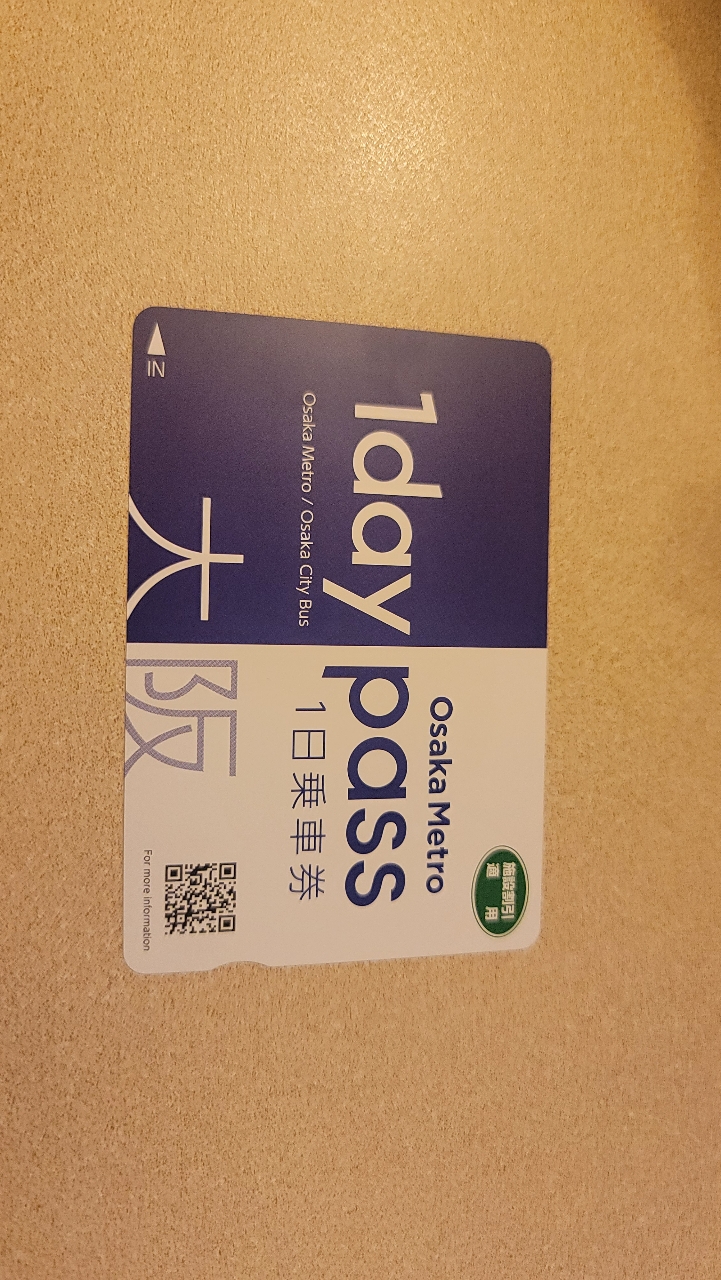 施設割引
適 用
Osaka Metro
1day pass
Osaka Metro / Osaka City Bus
1日乗車券
大阪
IN
For more information